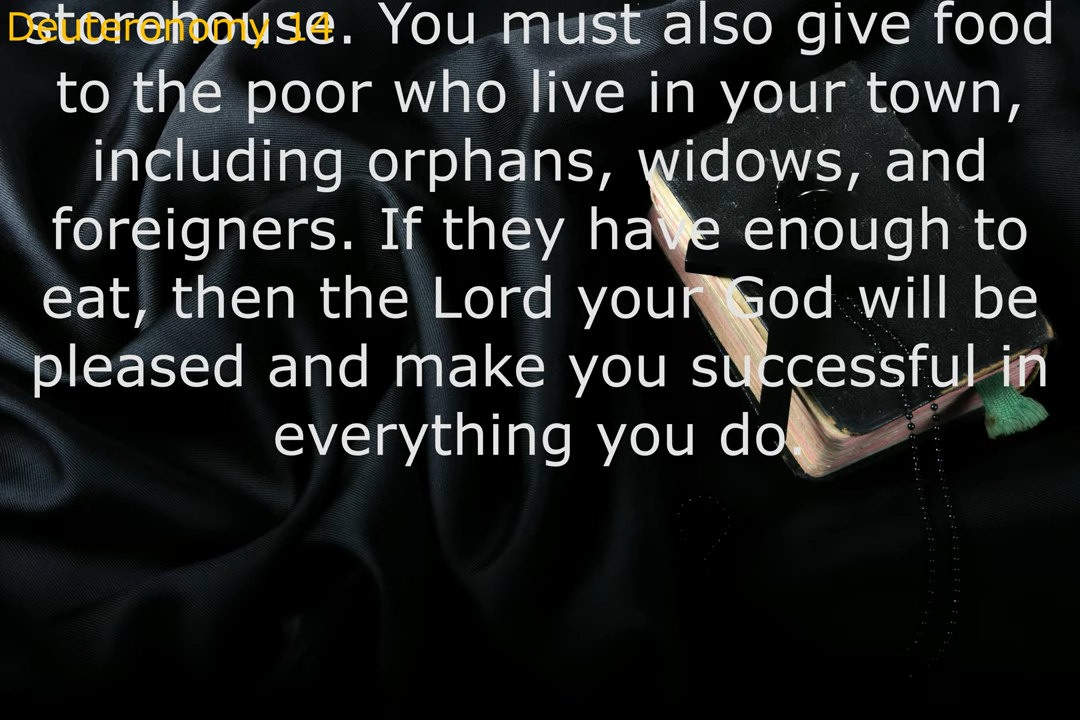 Deuteronomy 14
storehouse. You must also give food
to the poor who live in your town,
including orphans, widows, and
foreigners. If they have enough to
eat, then the Lord your God will be
pleased and make you successful in
everything you do.